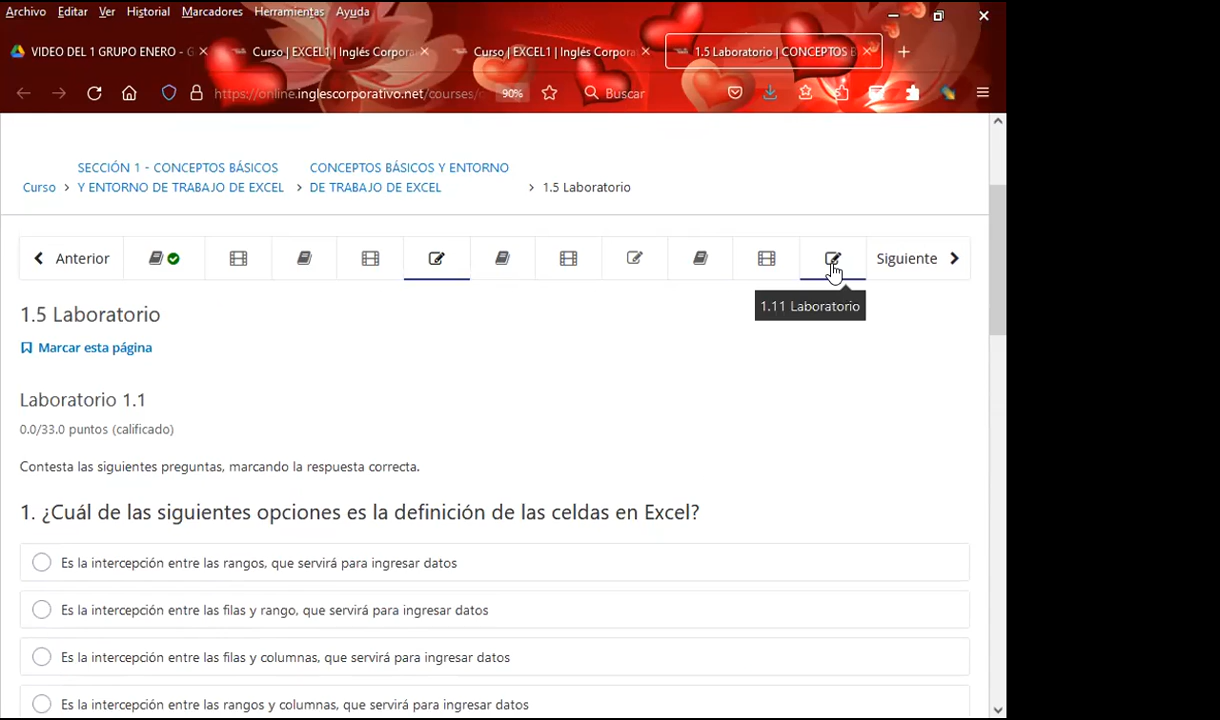 Archivo Editar Ver Historial Marcadores Herramientas Ayuda
VIDEO DEL 1 GRUPO ENERO - G
Curso | EXCEL1 | Inglés Corpora
Curso | EXCEL1 | Inglés Corpora
1.5 Laboratorio | CONCEPTOS B
https://online.inglescorporativo.net/courses/ 90% Buscar
Curso
SECCIÓN 1 - CONCEPTOS BÁSICOS
Y ENTORNO DE TRABAJO DE EXCEL
CONCEPTOS BÁSICOS Y ENTORNO
DE TRABAJO DE EXCEL
1.5 Laboratorio
Anterior
Siguiente
1.11 Laboratorio
1.5 Laboratorio
Marcar esta página
Laboratorio 1.1
0.0/33.0 puntos (calificado)
Contesta las siguientes preguntas, marcando la respuesta correcta.
1. ¿Cuál de las siguientes opciones es la definición de las celdas en Excel?
Es la intercepción entre las rangos, que servirá para ingresar datos
Es la intercepción entre las filas y rango, que servirá para ingresar datos
Es la intercepción entre las filas y columnas, que servirá para ingresar datos
Es la intercepción entre las rangos y columnas, que servirá para ingresar datos